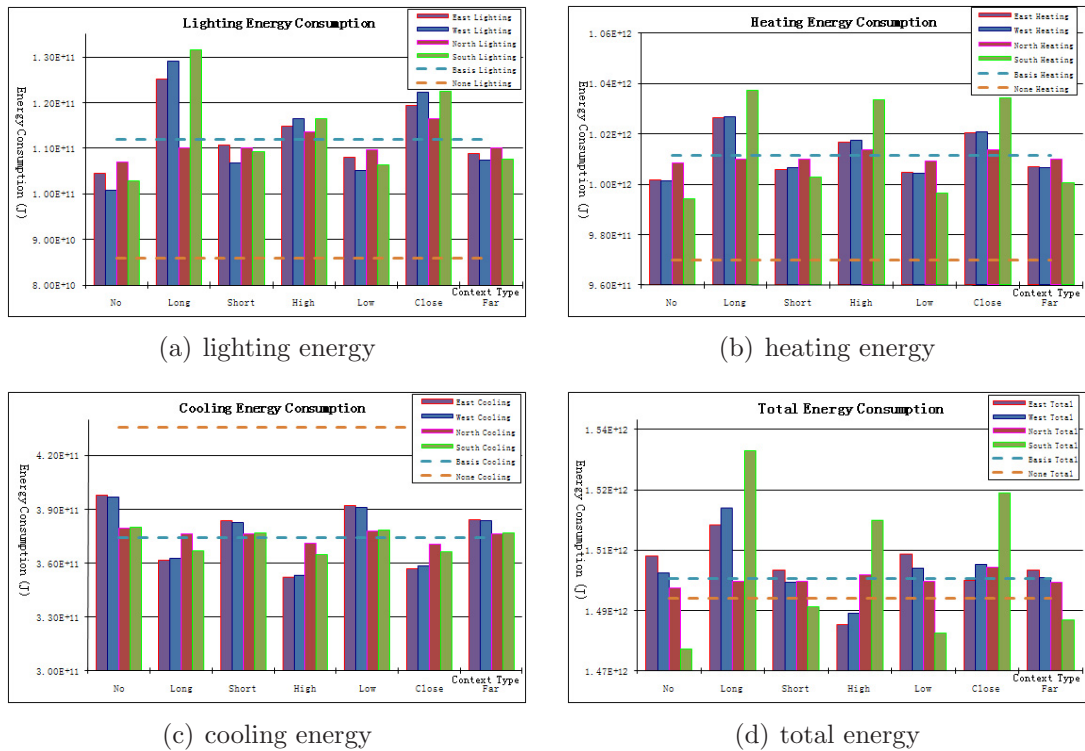 Lighting Energy Consumption
East Lighting
West Lighting
North Lighting
South Lighting
Basis Lighting
None Lighting
Energy Consumption (J)
1.30E+11
1.20E+11
1.10E+11
1.00E+11
9.00E+10
8.00E+10
Context Type
No Long Short High Low Close Far
(a) lighting energy
Heating Energy Consumption
East Heating
West Heating
North Heating
South Heating
Basis Heating
None Heating
Energy Consumption (J)
1.06E+12
1.04E+12
1.02E+12
1.00E+12
9.80E+11
9.60E+11
Context Type
No Long Short High Low Close Far
(b) heating energy
Cooling Energy Consumption
East Cooling
West Cooling
North Cooling
South Cooling
Basis Cooling
None Cooling
Energy Consumption (J)
4.20E+11
3.90E+11
3.60E+11
3.30E+11
3.00E+11
Context Type
No Long Short High Low Close Far
(c) cooling energy
Total Energy Consumption
East Total
West Total
North Total
South Total
Basis Total
None Total
Energy Consumption (J)
1.54E+12
1.52E+12
1.51E+12
1.49E+12
1.47E+12
Context Type
No Long Short High Low Close Far
(d) total energy